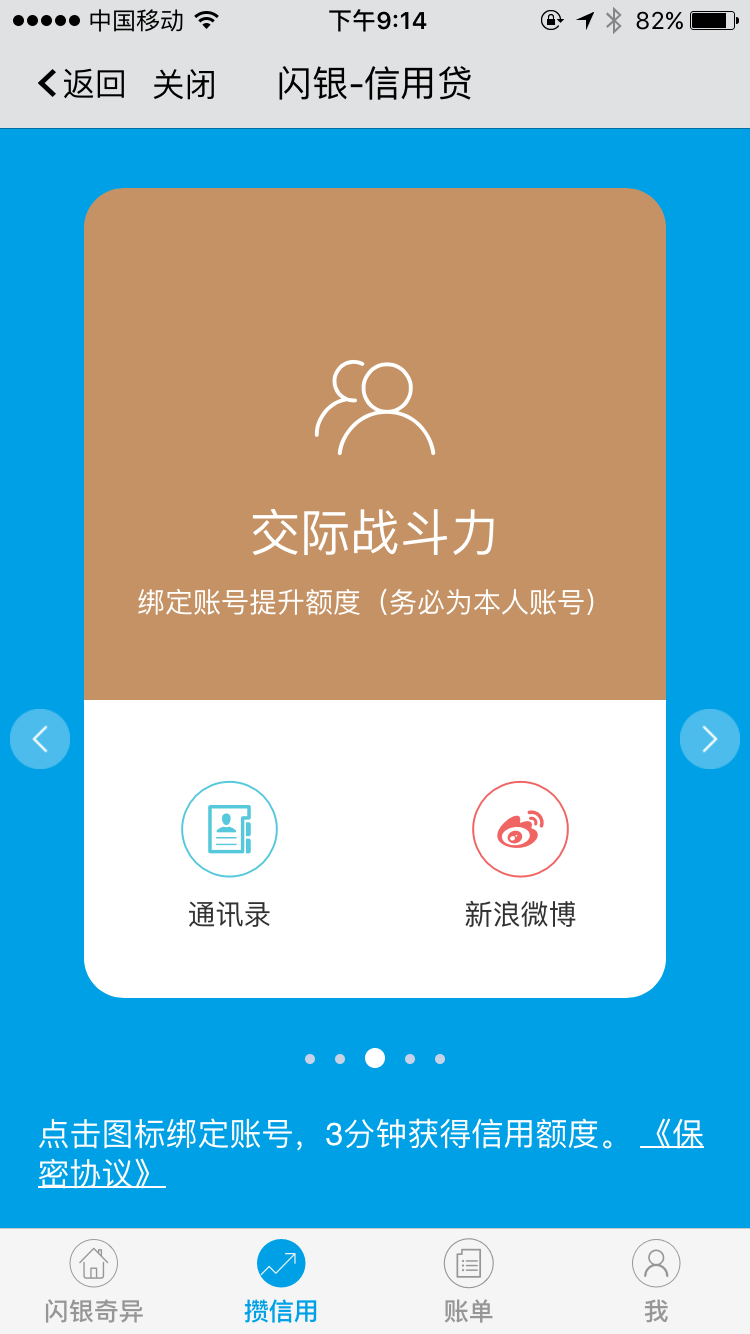 中国移动 下午9:14 82%
返回 关闭 闪银-信用贷
交际战斗力
绑定账号提升额度（务必为本人账号）
通讯录 新浪微博
点击图标绑定账号，3分钟获得信用额度。《保
密协议》
闪银奇异 攒信用 账单 我